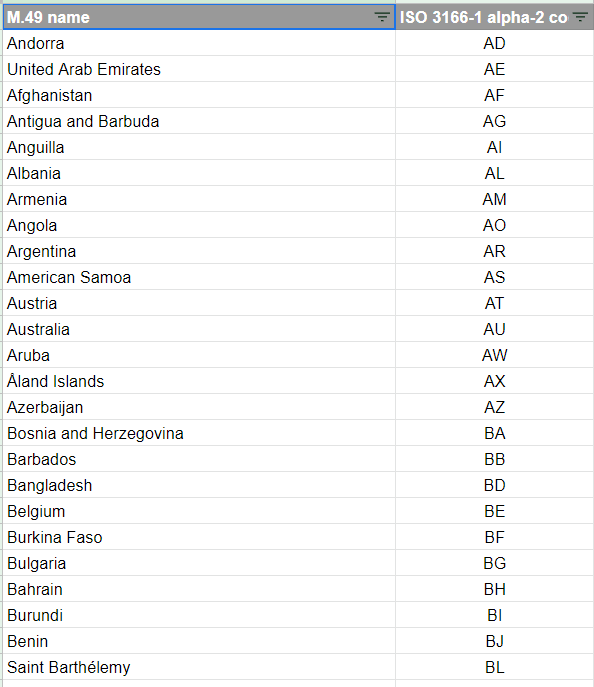 M.49 name ISO 3166-1 alpha-2 co
Andorra AD
United Arab Emirates AE
Afghanistan AF
Antigua and Barbuda AG
Anguilla AI
Albania AL
Armenia AM
Angola AO
Argentina AR
American Samoa AS
Austria AT
Australia AU
Aruba AW
Åland Islands AX
Azerbaijan AZ
Bosnia and Herzegovina BA
Barbados BB
Bangladesh BD
Belgium BE
Burkina Faso BF
Bulgaria BG
Bahrain BH
Burundi BI
Benin BJ
Saint Barthélemy BL